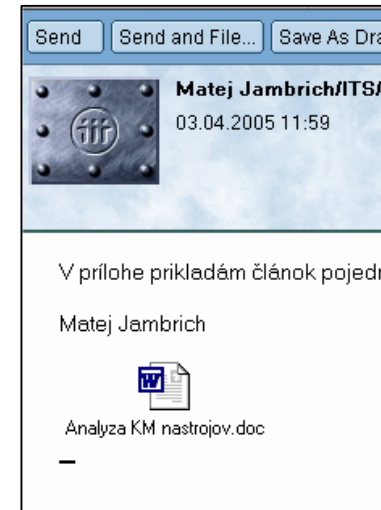 Send
Send and File...
Save As Dra
Matej Jambrich/ITS/
03.04.2005 11:59
V prílohe prikladám článok pojedn
Matej Jambrich
Analyza KM nastrojov.doc